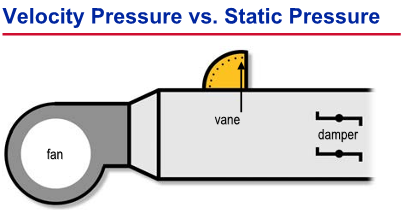 Velocity Pressure vs. Static Pressure
vane
damper
fan